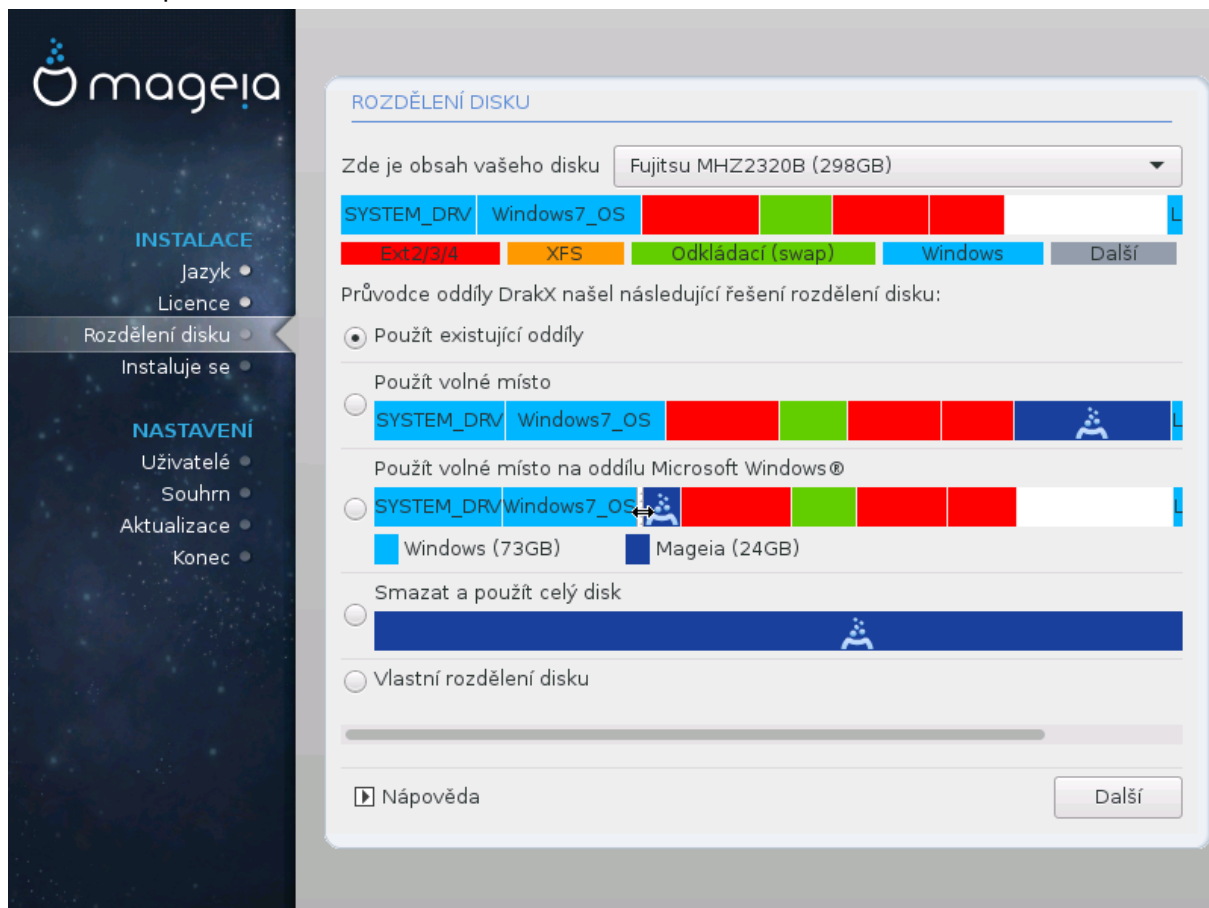 mageia
INSTALACE
Jazyk
Licence
Rozdělení disku
Instaluje se
NASTAVENÍ
Uživatelé
Souhrn
Aktualizace
Konec
ROZDĚLENÍ DISKU
Zde je obsah vašeho disku Fujitsu MHZ2320B (298GB)
SYSTEM_DRV Windows7_OS L
Ext2/3/4 XFS Odkládací (swap) Windows Další
Průvodce oddíly DrakX našel následující řešení rozdělení disku:
Použít existující oddíly
Použít volné místo
SYSTEM_DRV Windows7_OS L
Použít volné místo na oddílu Microsoft Windows®
SYSTEM_DRV Windows7_OS L
Windows (73GB) Mageia (24GB)
Smazat a použít celý disk
Vlastní rozdělení disku
Nápověda Další